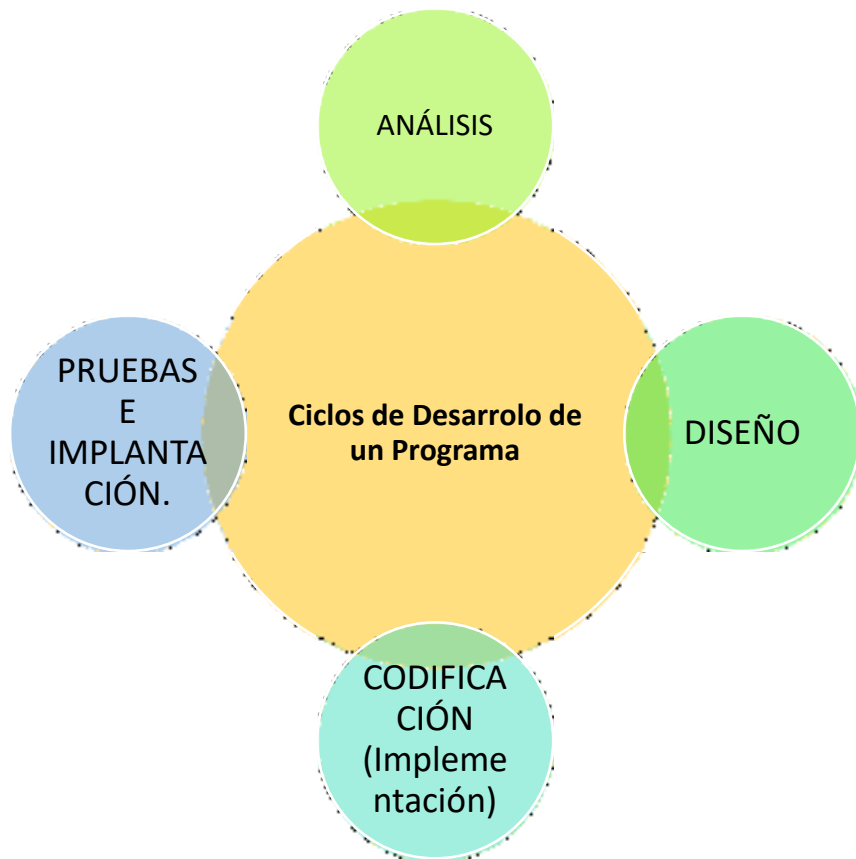 ANÁLISIS
PRUEBAS
E
IMPLANTA
CIÓN.
Ciclos de Desarrolo de
un Programa
DISEÑO
CODIFICA
CIÓN
(Impleme
ntación)